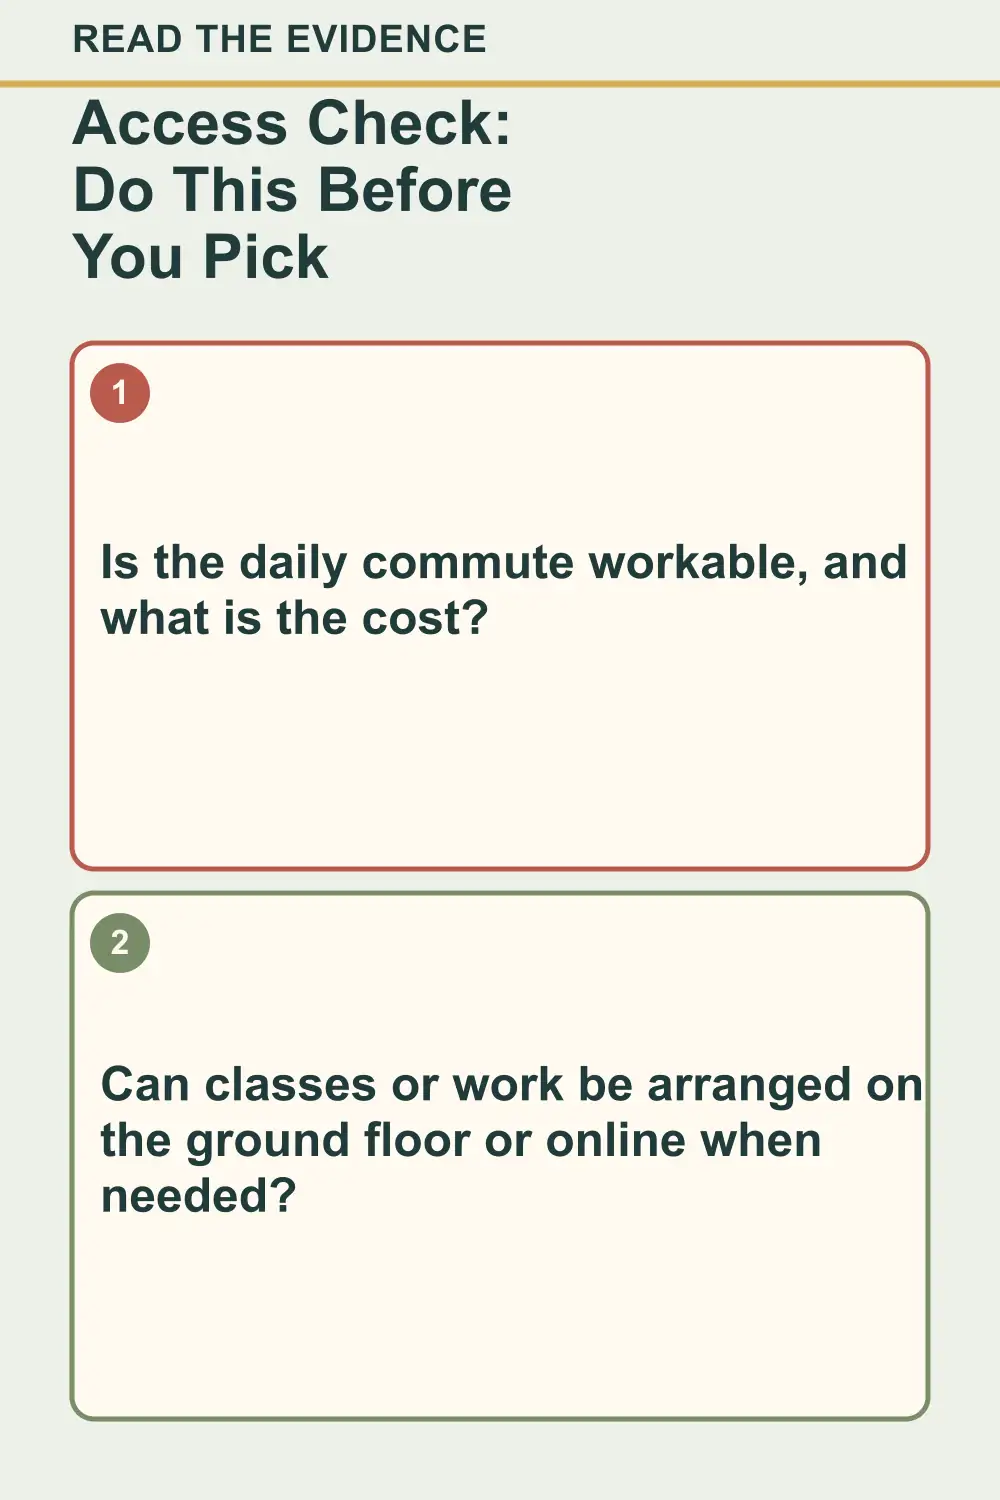 READ THE EVIDENCE
Access Check:
Do This Before
You Pick
1
Is the daily commute workable, and
what is the cost?
2
Can classes or work be arranged on
the ground floor or online when
needed?